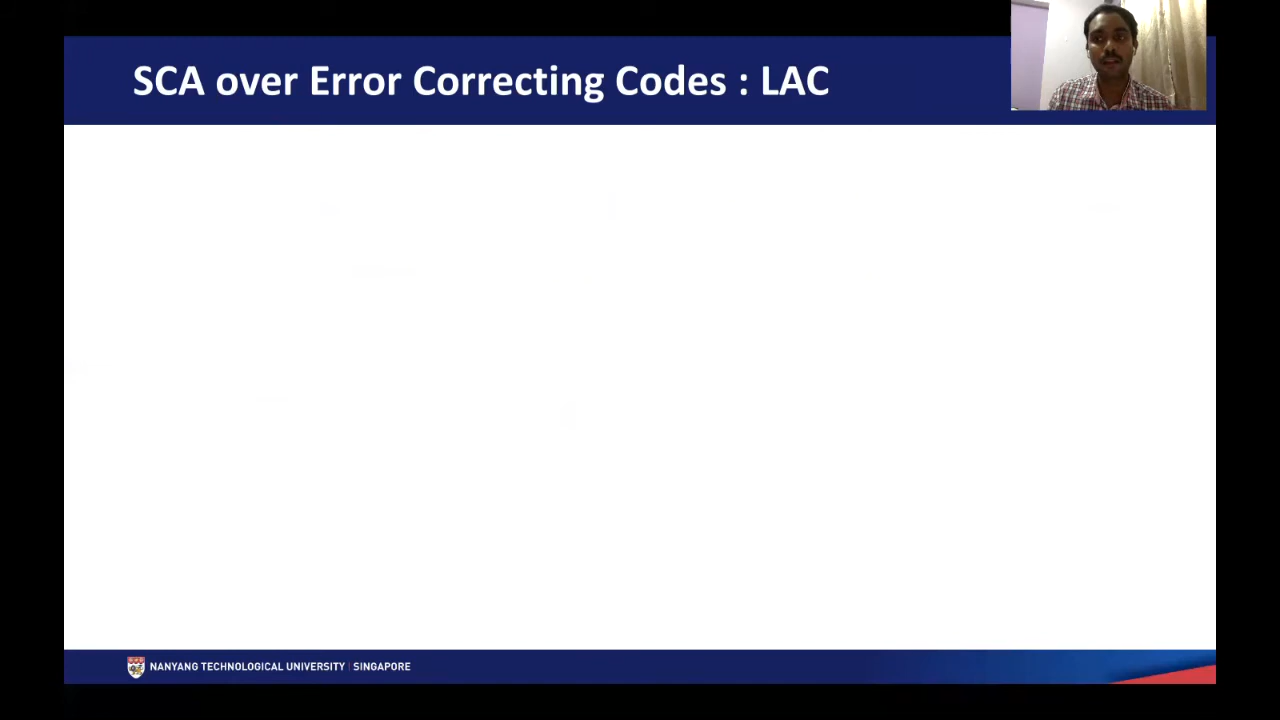 SCA over Error Correcting Codes : LAC
NANYANG TECHNOLOGICAL UNIVERSITY | SINGAPORE